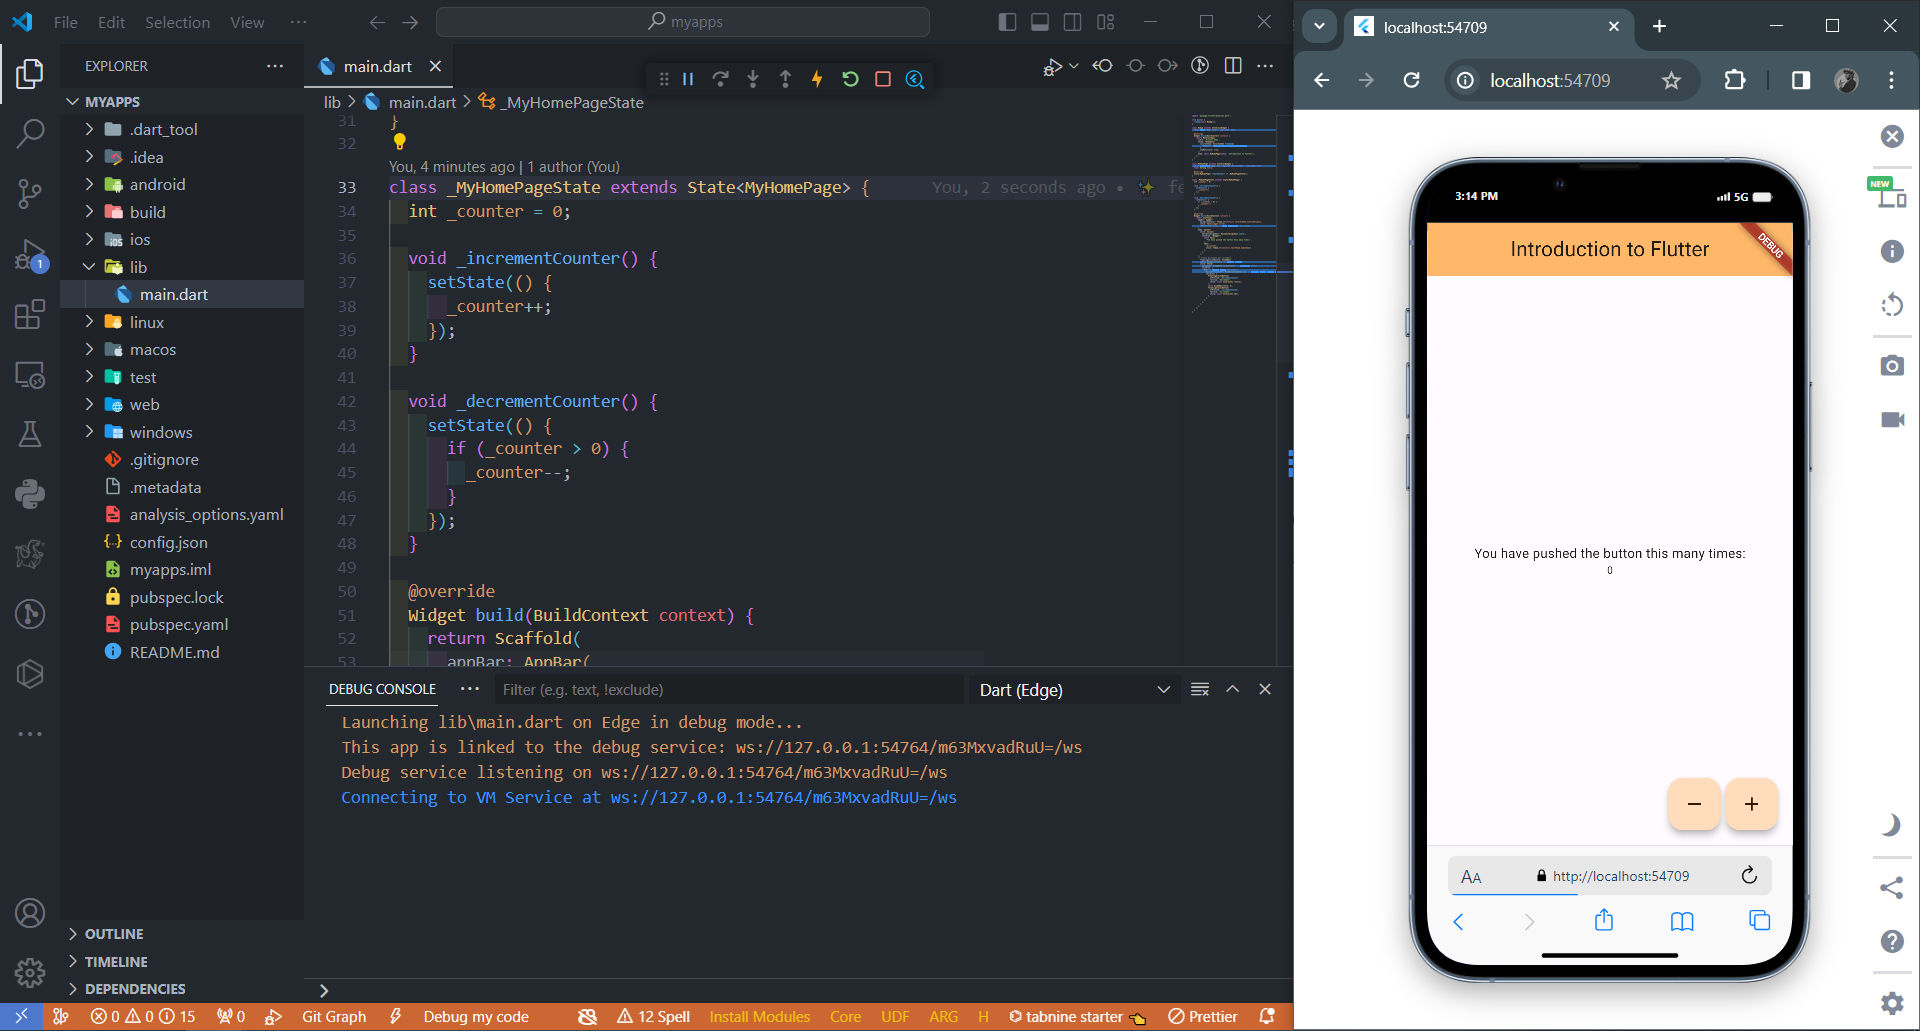 File Edit Selection View ···
myapps
EXPLORER
MYAPPS
.dart_tool
.idea
android
build
ios
lib
main.dart
linux
macos
test
web
windows
.gitignore
.metadata
analysis_options.yaml
config.json
myapps.iml
pubspec.lock
pubspec.yaml
README.md
OUTLINE
TIMELINE
DEPENDENCIES
1
main.dart
lib > main.dart > _MyHomePageState
31 }
32
You, 4 minutes ago | 1 author (You)
33 class _MyHomePageState extends State<MyHomePage> { You, 2 seconds ago • ✨ fe
34 int _counter = 0;
35
36 void _incrementCounter() {
37 setState(() {
38 _counter++;
39 });
40 }
41
42 void _decrementCounter() {
43 setState(() {
44 if (_counter > 0) {
45 _counter--;
46 }
47 });
48 }
49
50 @override
51 Widget build(BuildContext context) {
52 return Scaffold(
53 appBar: AppBar(
DEBUG CONSOLE ··· Filter (e.g. text, !exclude) Dart (Edge)
Launching lib\main.dart on Edge in debug mode...
This app is linked to the debug service: ws://127.0.0.1:54764/m63MxvadRuU=/ws
Debug service listening on ws://127.0.0.1:54764/m63MxvadRuU=/ws
Connecting to VM Service at ws://127.0.0.1:54764/m63MxvadRuU=/ws
>
0 0 15 0 Git Graph Debug my code 12 Spell Install Modules Core UDF ARG H tabnine starter Prettier
localhost:54709
localhost:54709
NEW
3:14 PM 5G
Introduction to Flutter
DEBUG
You have pushed the button this many times:
0
− +
AA http://localhost:54709